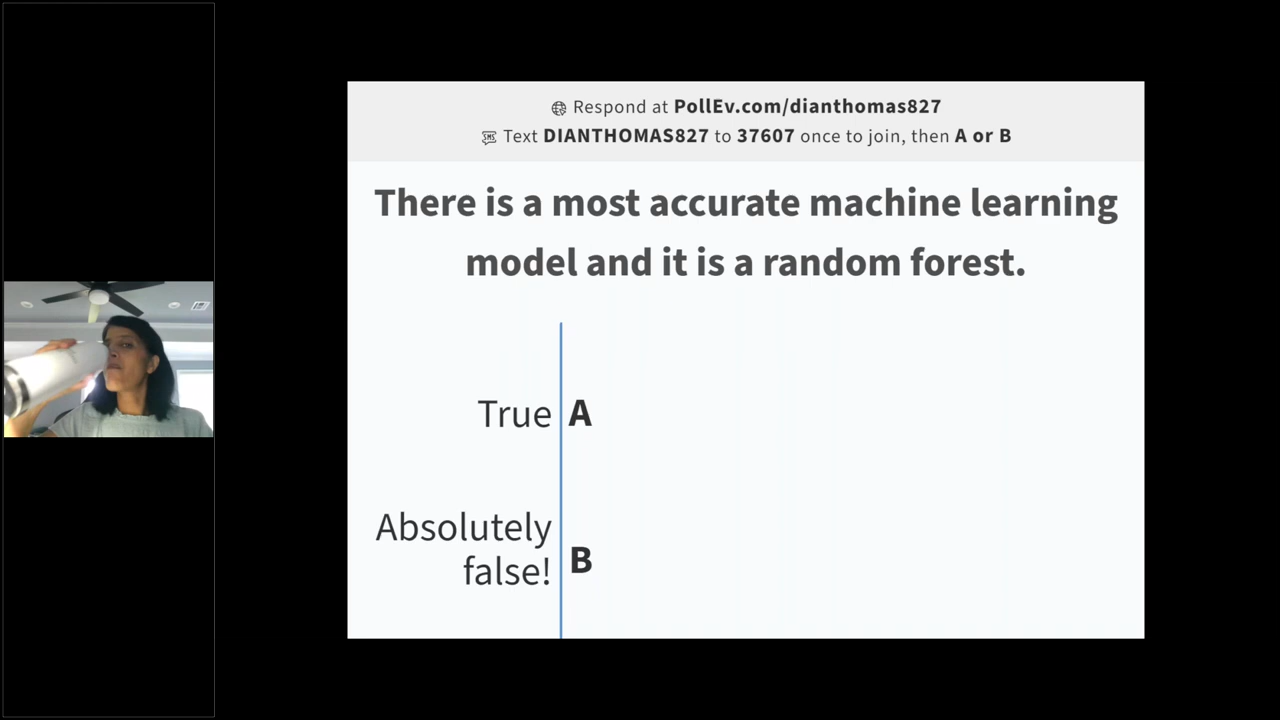 Respond at PollEv.com/dianthomas827
Text DIANTHOMAS827 to 37607 once to join, then A or B
There is a most accurate machine learning
model and it is a random forest.
True A
Absolutely
false! B